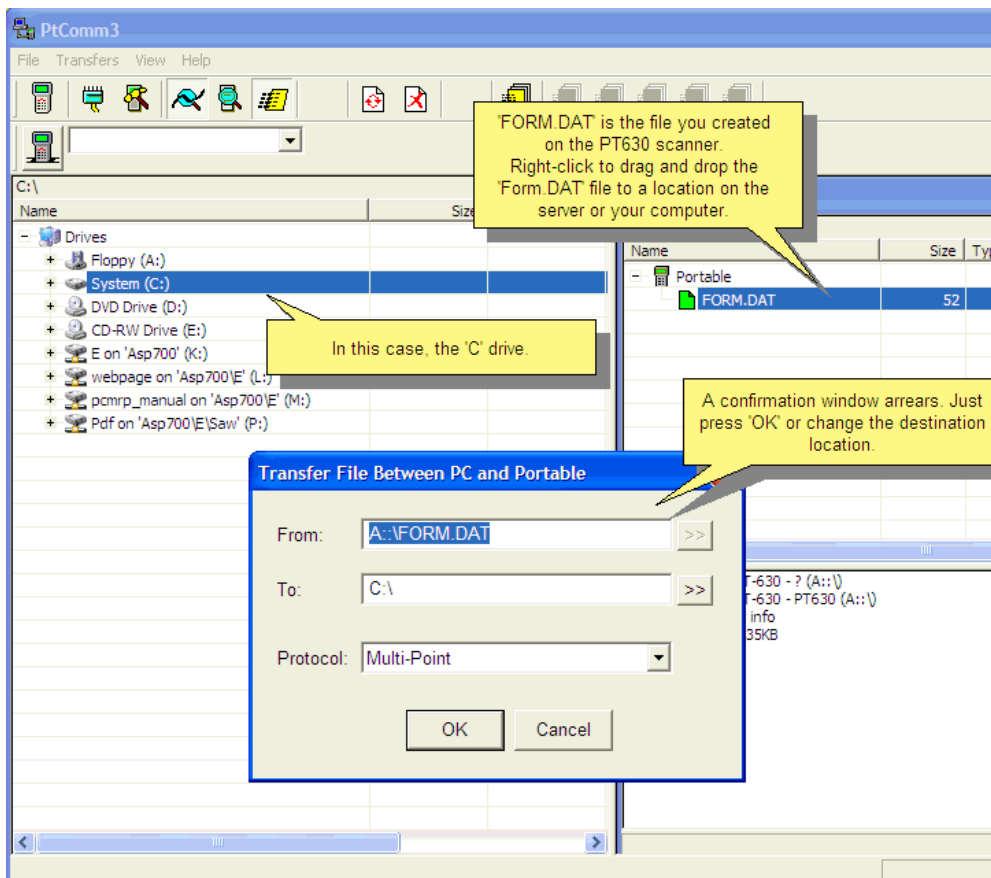 PtComm3
File Transfers View Help
'FORM.DAT' is the file you created
on the PT630 scanner.
Right-click to drag and drop the
'Form.DAT' file to a location on the
server or your computer.
C:\
Name
Drives
Floppy (A:)
System (C:)
DVD Drive (D:)
CD-RW Drive (E:)
E on 'Asp700' (K:)
webpage on 'Asp700\E' (L:)
pcmrp_manual on 'Asp700\E' (M:)
Pdf on 'Asp700\E\Saw' (P:)
In this case, the 'C' drive.
Name Size
Portable
FORM.DAT 52
A confirmation window arrears. Just
press 'OK' or change the destination
location.
Transfer File Between PC and Portable
From: A::\FORM.DAT >>
To: C:\ >>
Protocol: Multi-Point
OK Cancel
T-630 - ? (A::\)
T-630 - PT630 (A::\)
info
35KB